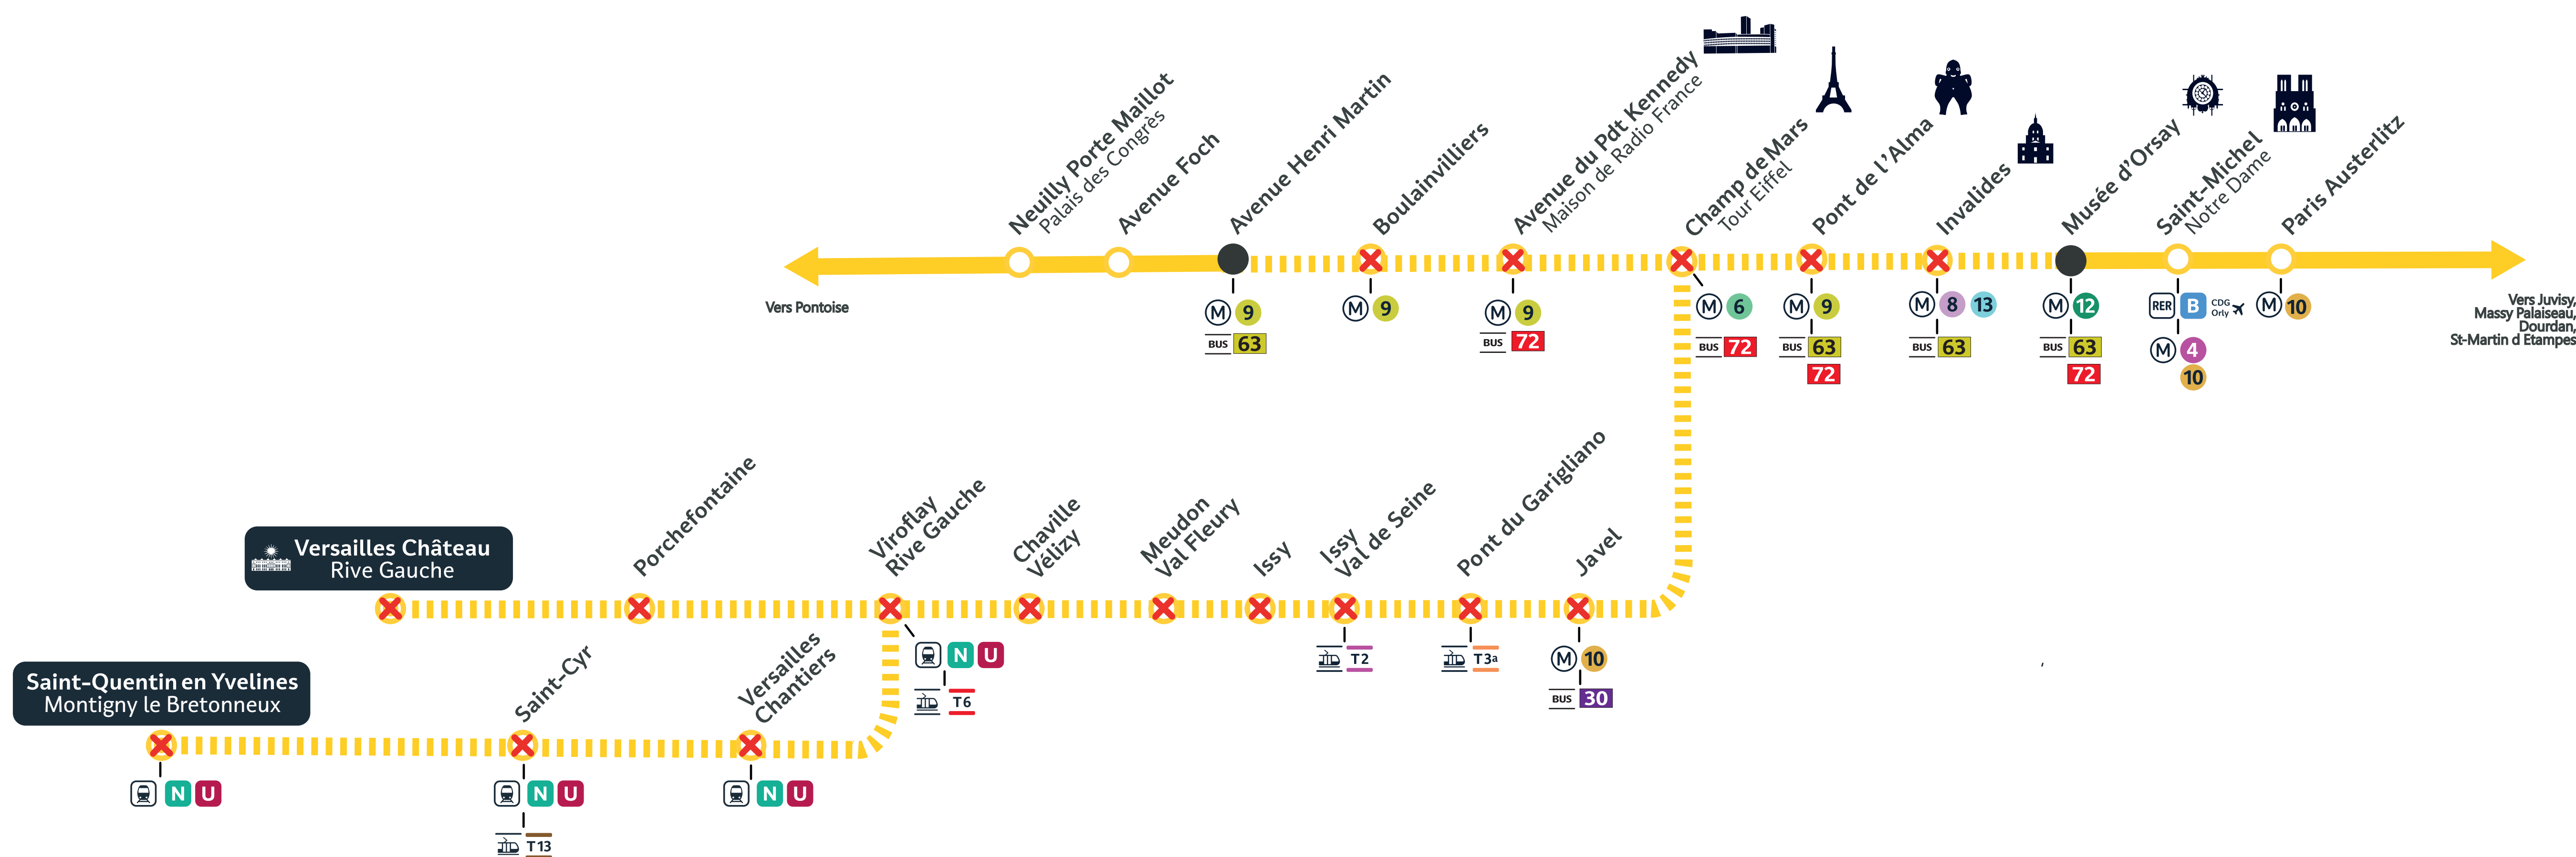 Neuilly Porte Maillot
Palais des Congrès
Avenue Foch
Avenue Henri Martin
Boulainvilliers
Avenue du Pdt Kennedy
Maison de Radio France
Champ de Mars
Tour Eiffel
Pont de l'Alma
Invalides
Musée d'Orsay
Saint-Michel
Notre Dame
Paris Austerlitz
Vers Pontoise
M 9
BUS 63
M 9
M 9
BUS 72
M 6
BUS 72
M 9
BUS 63
72
M 8 13
BUS 63
M 12
BUS 63
72
RER B CDG
Orly
M 4
10
M 10
Vers Juvisy,
Massy Palaiseau,
Dourdan,
St-Martin d Etampes
Versailles Château
Rive Gauche
Porchefontaine
Viroflay
Rive Gauche
Chaville
Vélizy
Meudon
Val Fleury
Issy
Issy
Val de Seine
Pont du Garigliano
Javel
N U
T6
T2
T3a
M 10
BUS 30
Saint-Quentin en Yvelines
Montigny le Bretonneux
Saint-Cyr
Versailles
Chantiers
N U
N U
T13
N U